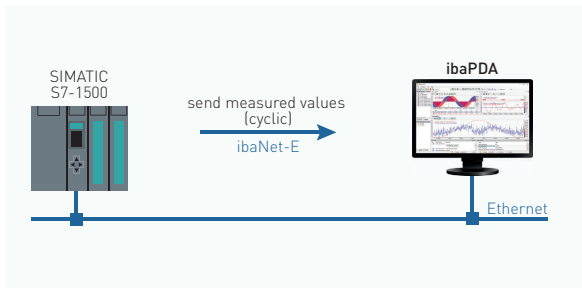 SIMATIC
S7-1500
send measured values
(cyclic)
ibaNet-E
ibaPDA
Ethernet